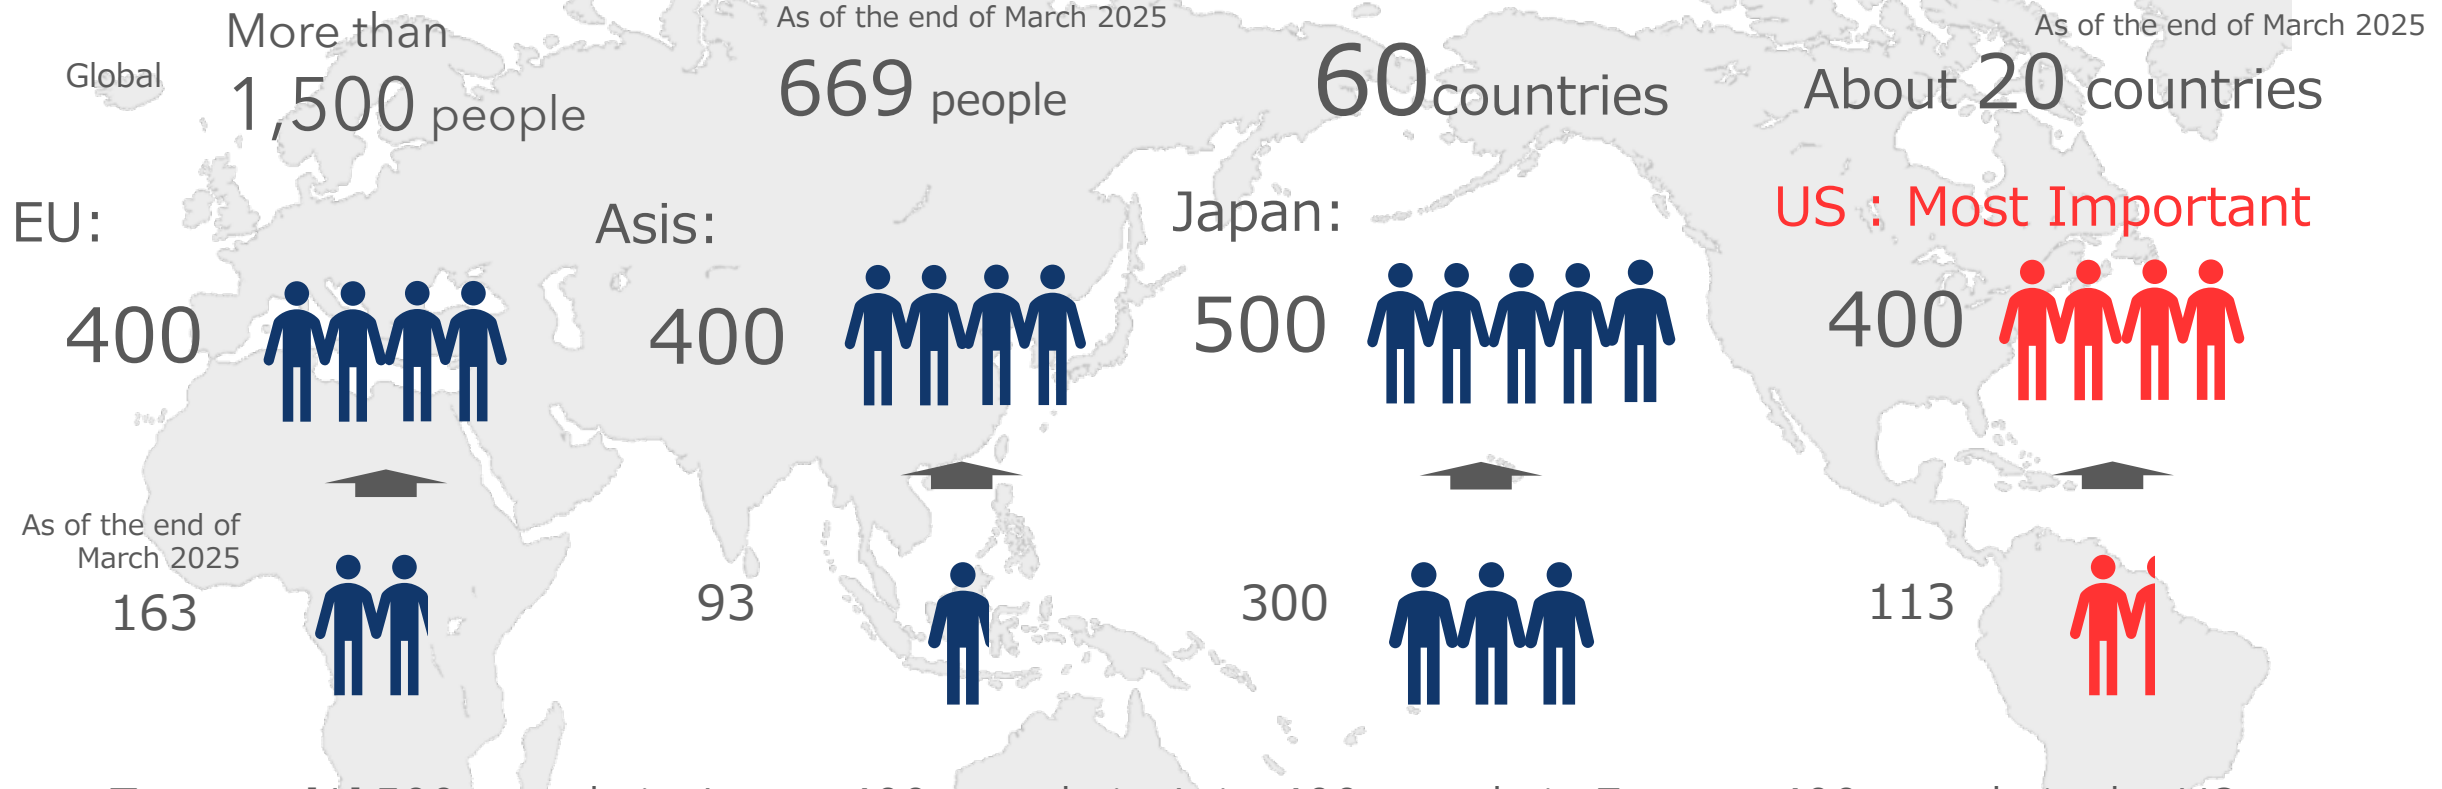 As of the end of March 2025
As of the end of March 2025
Global
More than
1,500 people
669 people
60countries
About 20 countries
EU:
Asis:
Japan:
US : Most Important
400
400
500
400
As of the end of
March 2025
163
93
300
113